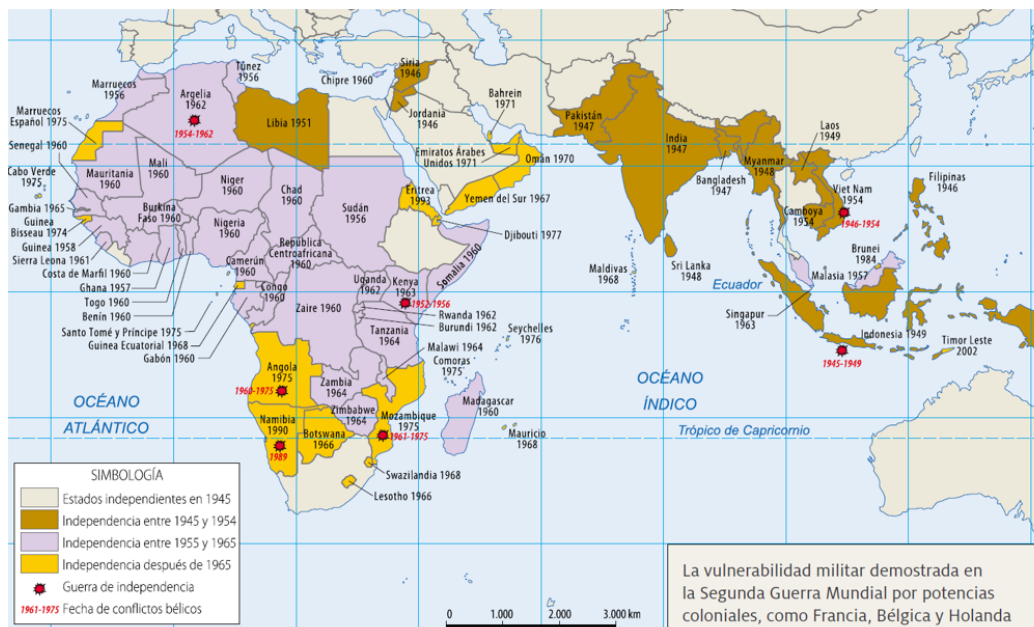 Marruecos
1956
Túnez
1956
Argelia
1962
1954-1962
Chipre 1960
Siria
1946
Jordania
1946
Bahrein
1971
Libia 1951
Marruecos
Español 1975
Senegal 1960
Cabo Verde
1975
Gambia 1965
Guinea
Bisseau 1974
Guinea 1958
Sierra Leona 1961
Costa de Marfil 1960
Ghana 1957
Togo 1960
Benín 1960
Santo Tomé y Príncipe 1975
Guinea Ecuatorial 1968
Gabón 1960
Mauritania
1960
Mali
1960
Burkina
Faso 1960
Níger
1960
Nigeria
1960
Chad
1960
Sudán
1956
Camerún
1960
República
Centroafricana
1960
Congo
1960
Zaire 1960
Eritrea
1993
Djibouti 1977
Yemen del Sur 1967
Emiratos Árabes
Unidos 1971
Omán 1970
Somalia 1960
Uganda
1962
Kenya
1963
1952/1956
Rwanda 1962
Burundi 1962
Tanzania
1964
Malawi 1964
Comoras
1975
Seychelles
1976
Angola
1975
1960-1975
Zambia
1964
Zimbabwe
1964
Mozambique
1975
1961-1975
Namibia
1990
1989
Botswana
1966
Swazilandia 1968
Lesotho 1966
Madagascar
1960
Mauricio
1968
Pakistán
1947
India
1947
Bangladesh
1947
Myanmar
1948
Laos
1949
Viet Nam
1954
1946-1954
Camboya
1954
Filipinas
1946
Maldivas
1968
Sri Lanka
1948
Ecuador
Brunei
1984
Malasia 1957
Singapur
1963
Indonesia 1949
1945-1949
Timor Leste
2002
OCÉANO
ATLÁNTICO
OCÉANO
ÍNDICO
Trópico de Capricornio
SIMBOLOGÍA
Estados independientes en 1945
Independencia entre 1945 y 1954
Independencia entre 1955 y 1965
Independencia después de 1965
Guerra de independencia
1961-1975 Fecha de conflictos bélicos
0 1.000 2.000 3.000 km
La vulnerabilidad militar demostrada en
la Segunda Guerra Mundial por potencias
coloniales, como Francia, Bélgica y Holanda